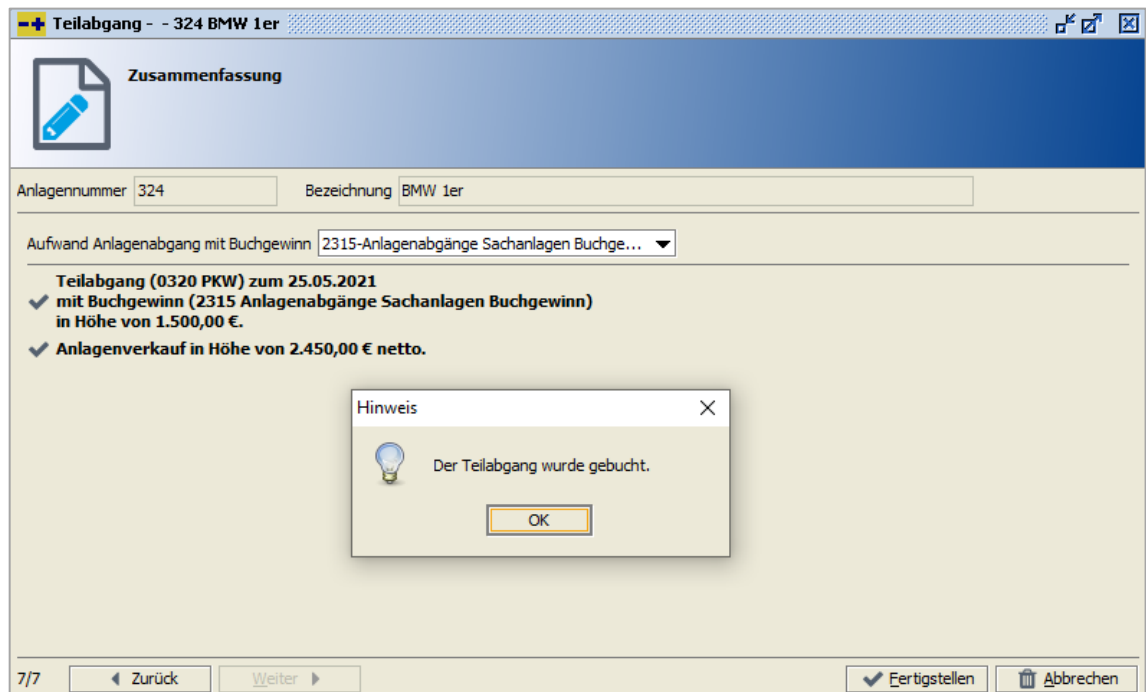 Teilabgang - - 324 BMW 1er
Zusammenfassung
Anlagennummer 324 Bezeichnung BMW 1er
Aufwand Anlagenabgang mit Buchgewinn 2315-Anlagenabgänge Sachanlagen Buchge...
Teilabgang (0320 PKW) zum 25.05.2021
mit Buchgewinn (2315 Anlagenabgänge Sachanlagen Buchgewinn)
in Höhe von 1.500,00 €.
Anlagenverkauf in Höhe von 2.450,00 € netto.
Hinweis
Der Teilabgang wurde gebucht.
OK
7/7 Zurück Weiter Fertigstellen Abbrechen